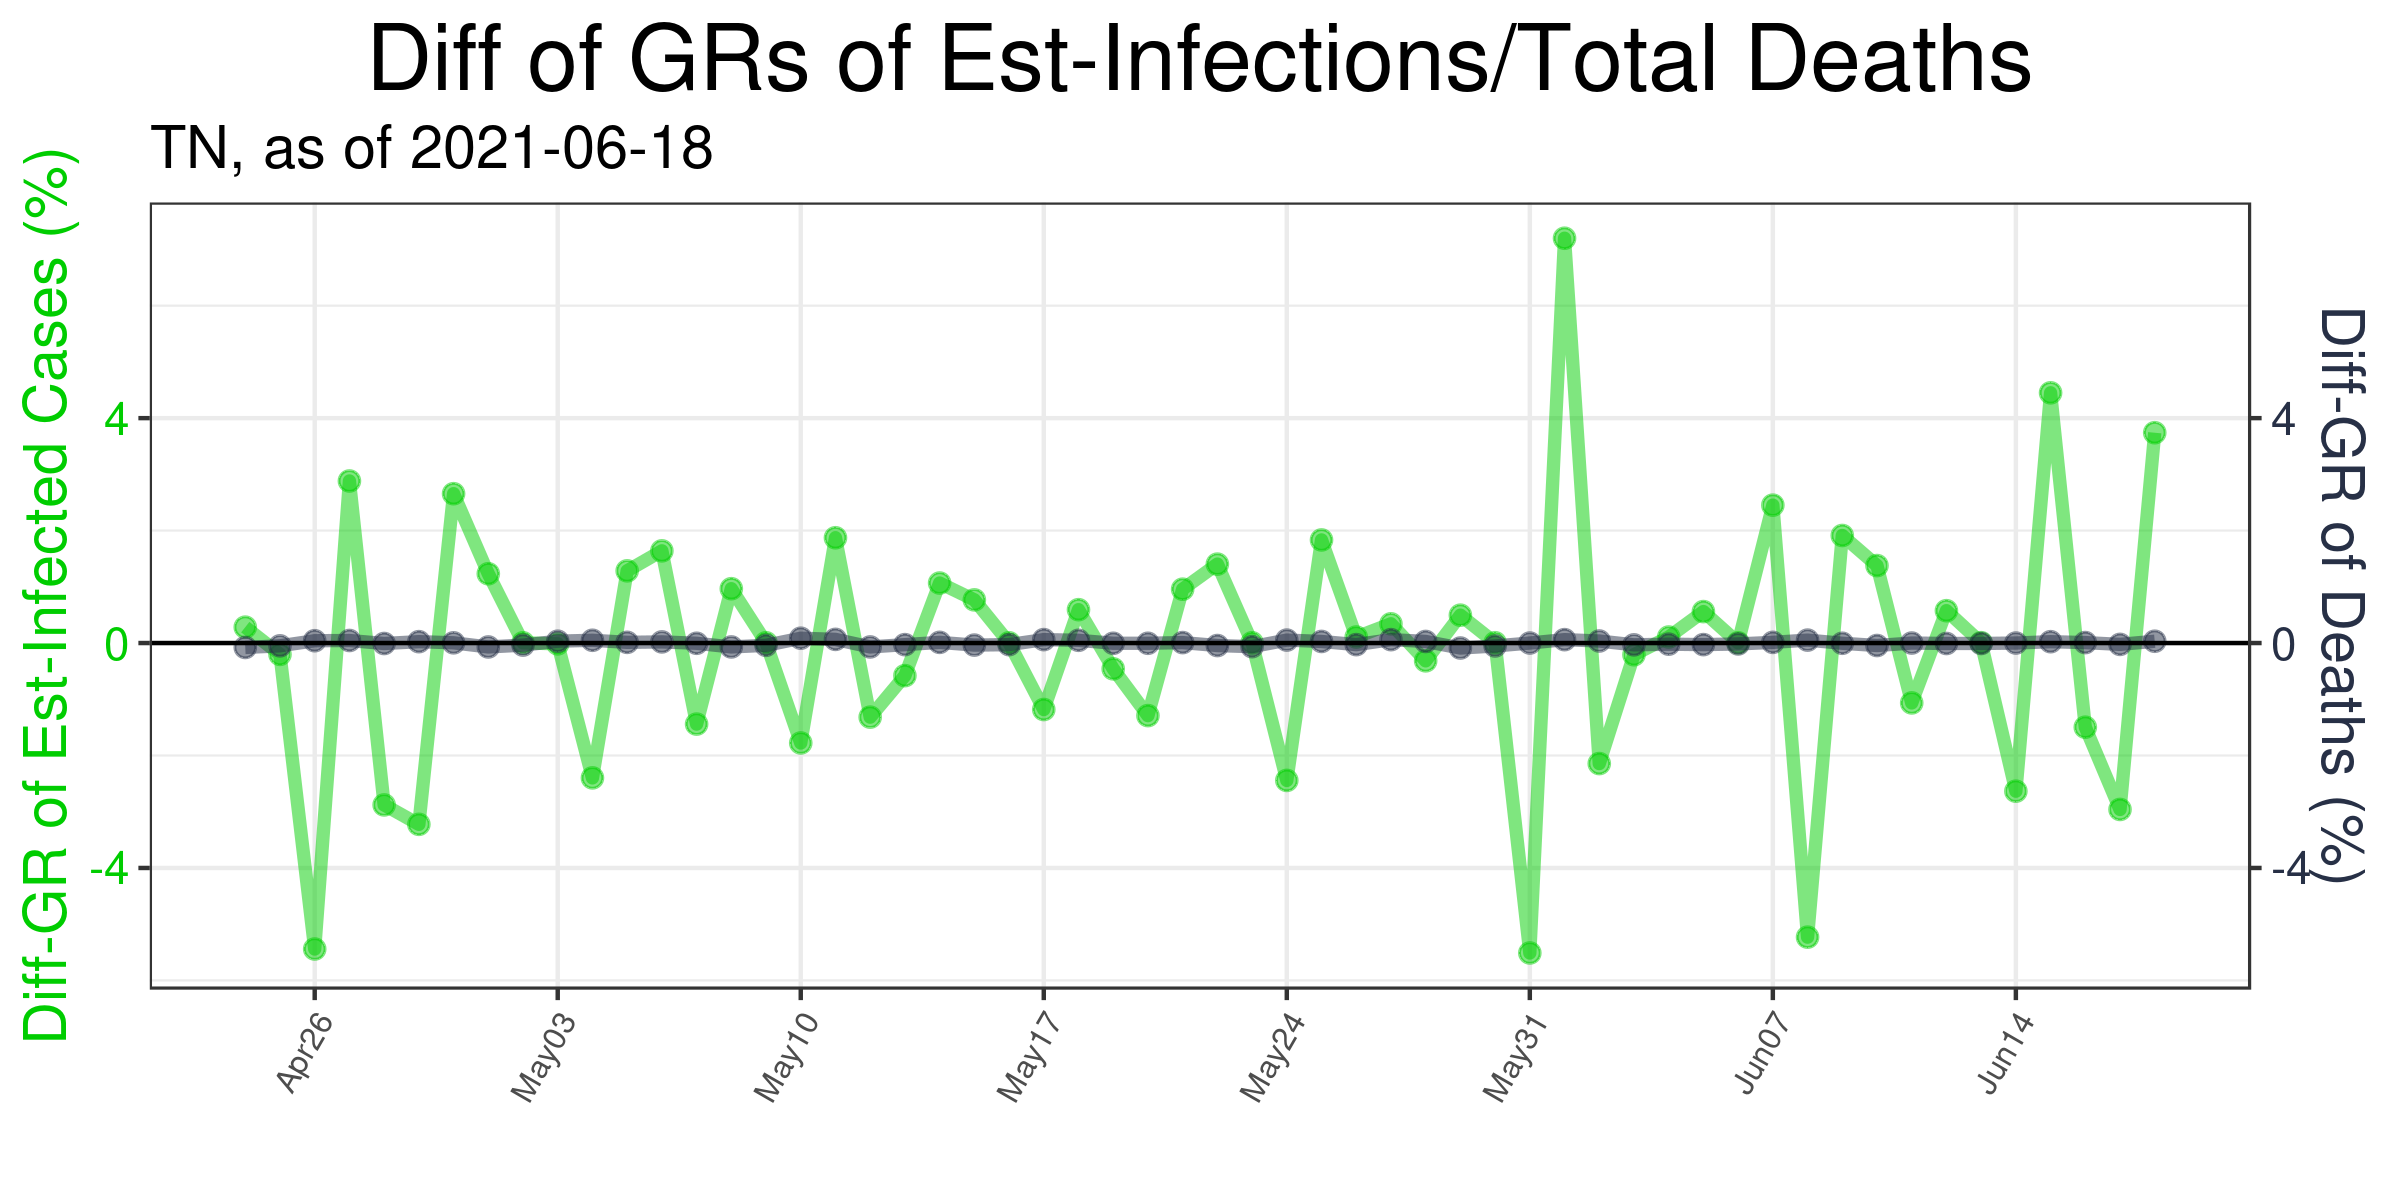 Diff of GRs of Est-Infections/Total Deaths
TN, as of 2021-06-18
Diff-GR of Est-Infected Cases (%)
4
0
-4
4
0
-4
Diff-GR of Deaths (%)
Apr26
May03
May10
May17
May24
May31
Jun07
Jun14